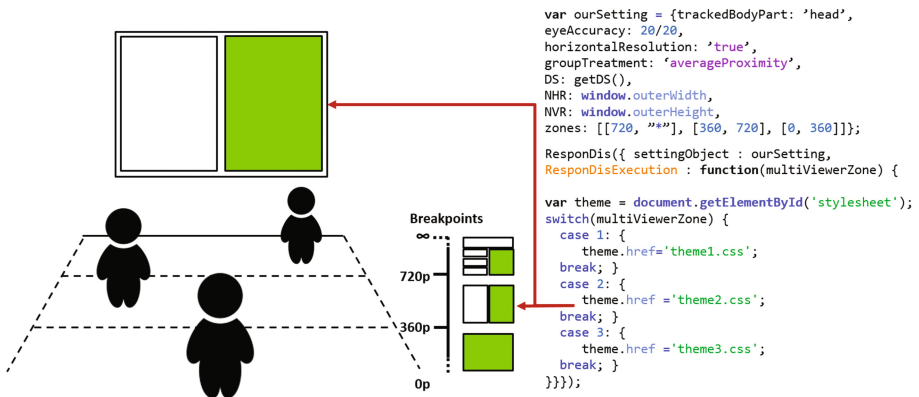 Breakpoints
∞
720p
360p
0p
var ourSetting = {trackedBodyPart: ’head’,
eyeAccuracy: 20/20,
horizontalResolution: ’true’,
groupTreatment: ‘averageProximity’,
DS: getDS(),
NHR: window.outerWidth,
NVR: window.outerHeight,
zones: [[720, ”*”], [360, 720], [0, 360]]};
ResponDis({ settingObject : ourSetting,
ResponDisExecution : function(multiViewerZone) {
var theme = document.getElementById('stylesheet');
switch(multiViewerZone) {
case 1: {
theme.href='theme1.css';
break; }
case 2: {
theme.href ='theme2.css';
break; }
case 3: {
theme.href ='theme3.css';
break; }
}}});